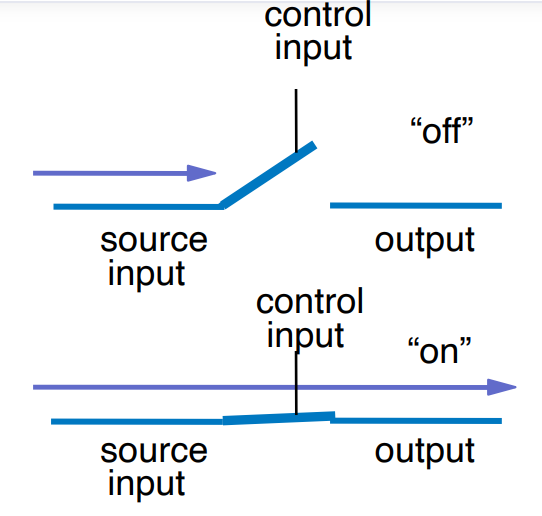 control
input
“off”
source
input
output
control
input
“on”
source
input
output